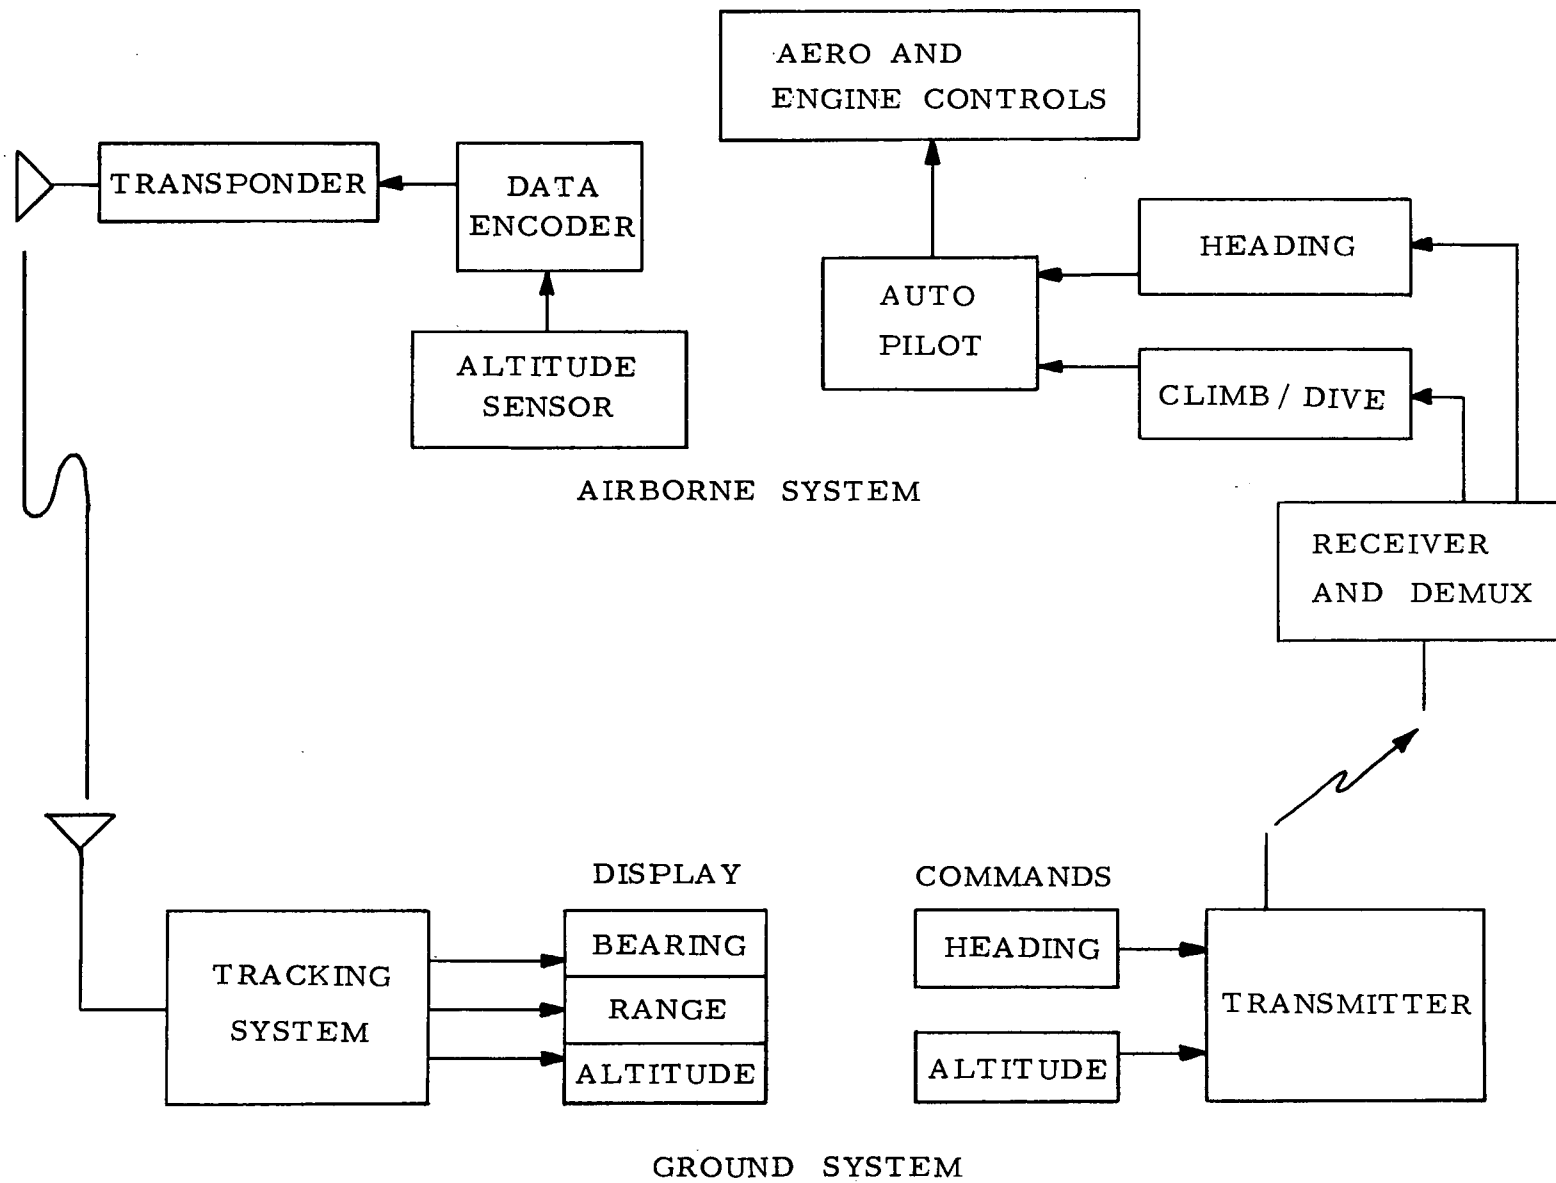 AERO AND
ENGINE CONTROLS
TRANSPONDER
DATA
ENCODER
ALTITUDE
SENSOR
AUTO
PILOT
HEADING
CLIMB / DIVE
AIRBORNE SYSTEM
RECEIVER
AND DEMUX
DISPLAY
BEARING
RANGE
ALTITUDE
TRACKING
SYSTEM
COMMANDS
HEADING
ALTITUDE
TRANSMITTER
GROUND SYSTEM